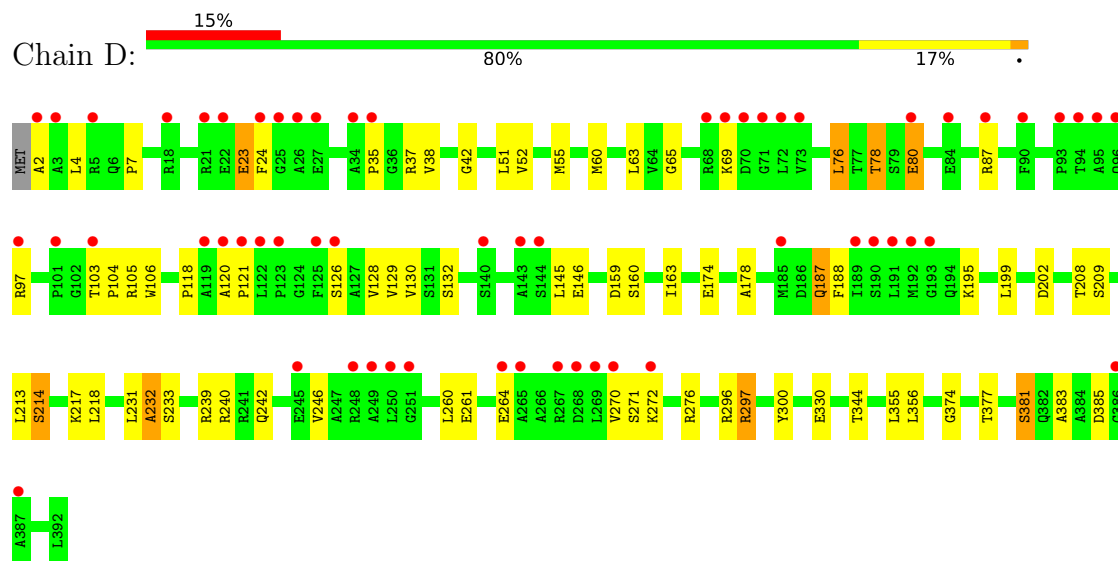 15%
Chain D:
80% 17% •
MET A2 A3 L4 R5 Q6 P7 R18 R21 E22 E23 F24 G25 A26 E27 A34 P35 G36 R37 V38 G42 L51 V52 M55 M60 L63 V64 G65 R68 K69 D70 G71 L72 V73 L76 T77 T78 S79 E80 E84 R87 F90 P93 T94 A95 Q96
R97 P101 G102 T103 P104 R105 W106 P118 A119 A120 P121 L122 P123 G124 F125 S126 A127 V128 V129 V130 S131 S132 S140 A143 S144 L145 E146 D159 S160 I163 E174 A178 M185 D186 Q187 F188 I189 S190 L191 M192 G193 Q194 K195 L199 D202 T208 S209
L213 S214 K217 L218 L231 A232 S233 R239 R240 R241 Q242 E245 V246 A247 R248 A249 L250 G251 L260 E261 E264 A265 A266 R267 D268 L269 V270 S271 K272 R276 R296 R297 Y300 E330 T344 L355 L356 G374 T377 S381 Q382 A383 A384 D385
A387 L392